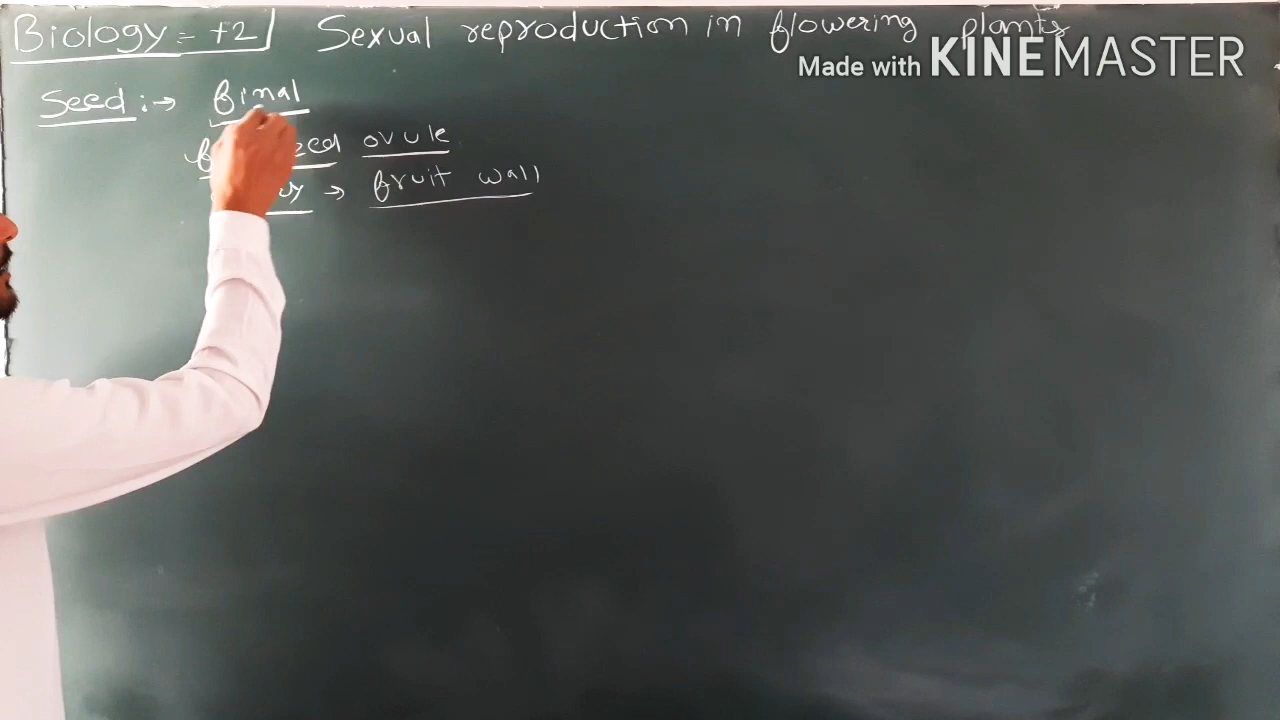 Biology = +2 Sexual reproduction in flowering plants
Made with KINEMASTER
Seed :→ final
ovule
→ fruit wall